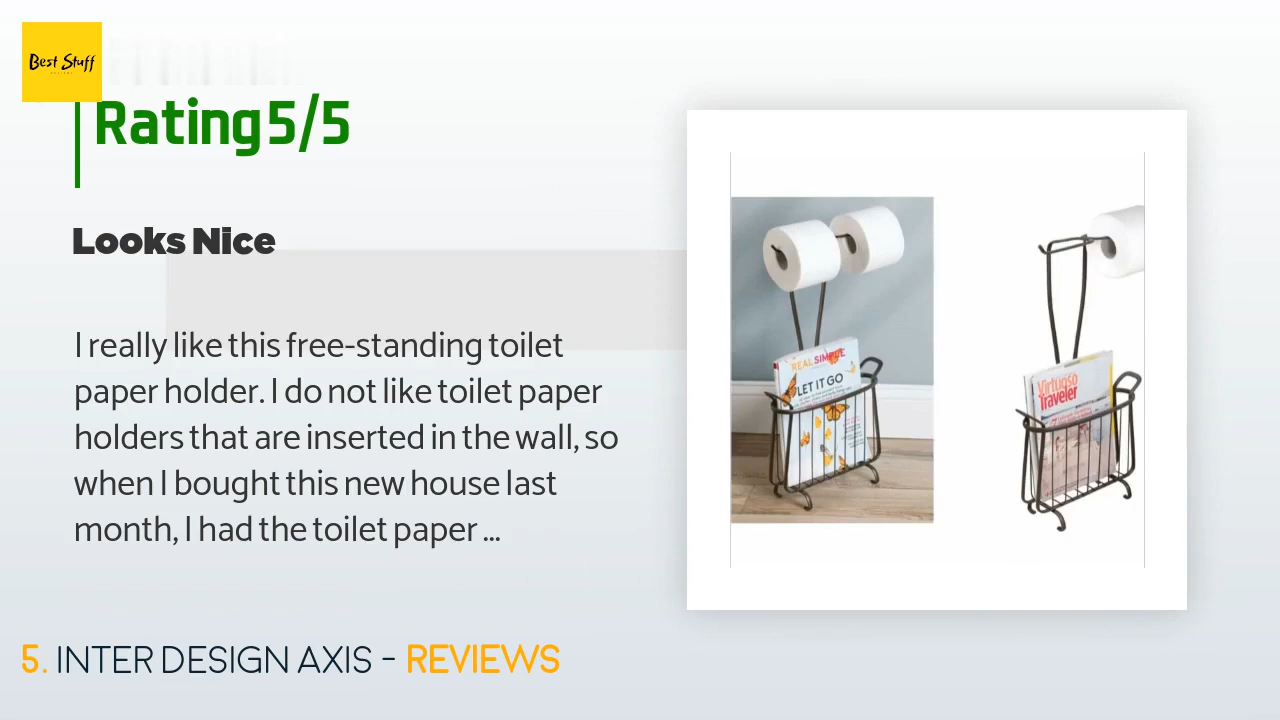 Best Stuff
Rating 5/5
Looks Nice
I really like this free-standing toilet
paper holder. I do not like toilet paper
holders that are inserted in the wall, so
when I bought this new house last
month, I had the toilet paper ...
REAL SIMPLE
LET IT GO
Virtuoso
Traveler
5. INTER DESIGN AXIS - REVIEWS